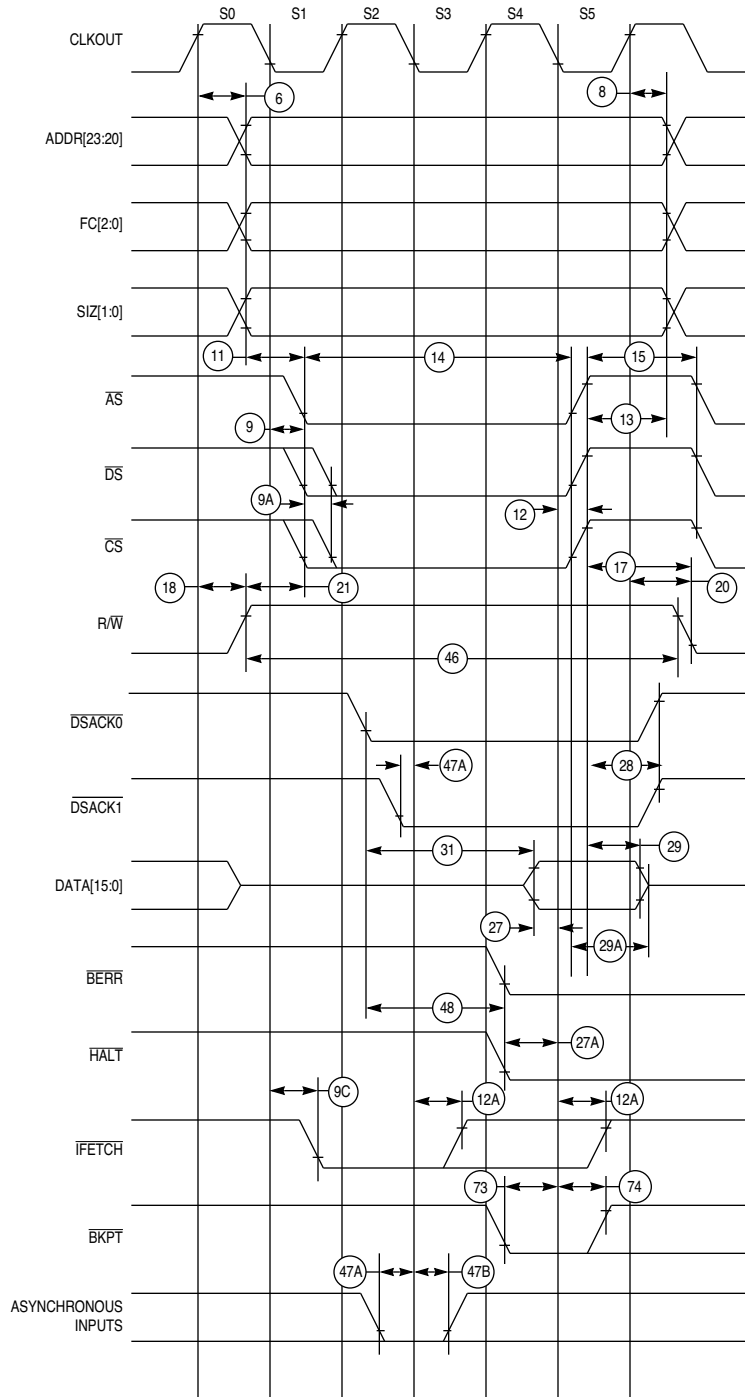 S0 S1 S2 S3 S4 S5
CLKOUT
6
8
ADDR[23:20]
FC[2:0]
SIZ[1:0]
11
14
15
AS
9
13
DS
9A
12
CS
17
18
21
20
R/W
46
DSACK0
47A
28
DSACK1
31
29
DATA[15:0]
27
29A
BERR
48
HALT
27A
9C
12A
12A
IFETCH
73
74
BKPT
47A
47B
ASYNCHRONOUS
INPUTS